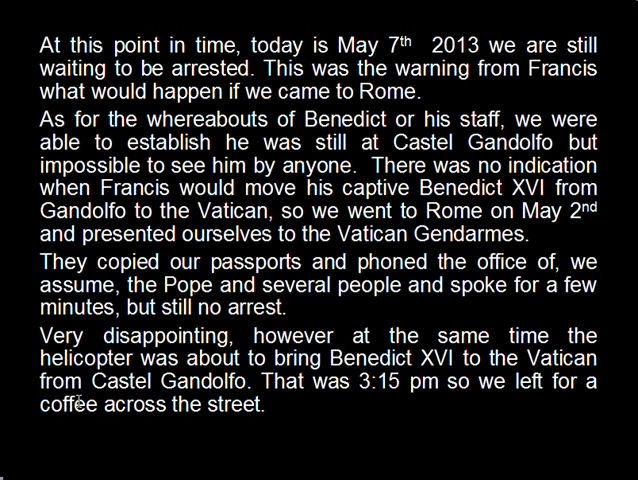 At this point in time, today is May 7th 2013 we are still
waiting to be arrested. This was the warning from Francis
what would happen if we came to Rome.
As for the whereabouts of Benedict or his staff, we were
able to establish he was still at Castel Gandolfo but
impossible to see him by anyone. There was no indication
when Francis would move his captive Benedict XVI from
Gandolfo to the Vatican, so we went to Rome on May 2nd
and presented ourselves to the Vatican Gendarmes.
They copied our passports and phoned the office of, we
assume, the Pope and several people and spoke for a few
minutes, but still no arrest.
Very disappointing, however at the same time the
helicopter was about to bring Benedict XVI to the Vatican
from Castel Gandolfo. That was 3:15 pm so we left for a
coffee across the street.